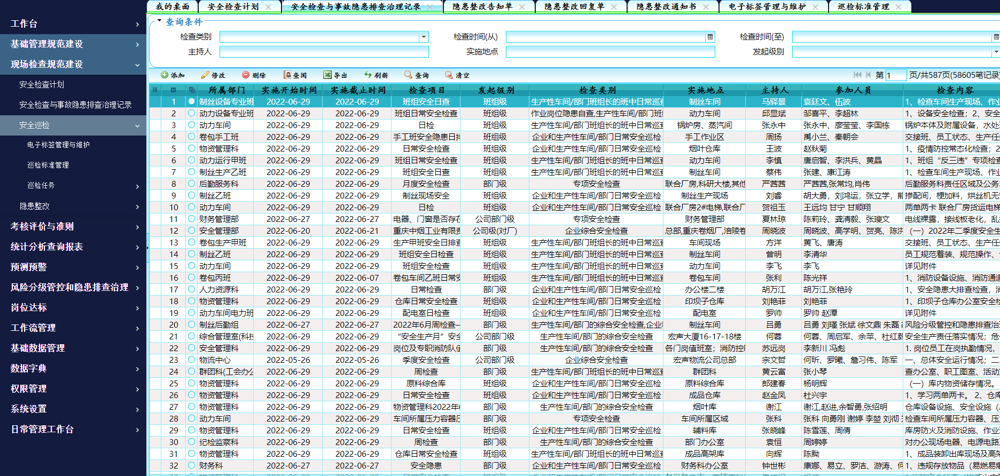 我的桌面 安全检查计划 安全检查与事故隐患排查治理记录 隐患整改告知单 隐患整改回复单 隐患整改通知书 电子标签管理与维护 巡检标准管理
工作台
基础管理规范建设
现场检查规范建设
安全检查计划
安全检查与事故隐患排查治理记录
安全巡检
电子标签管理与维护
巡检标准管理
巡检任务
隐患整改
考核评价与准则
统计分析查询报表
预测预警
风险分级管控和隐患排查治理
岗位达标
工作流管理
基础数据管理
数据字典
权限管理
系统设置
日常管理工作台
查询条件
检查类别 检查时间(从) 检查时间(至)
主持人 实施地点 发起级别
添加 修改 删除 查阅 导出 刷新 查询 清空 第 1 页/共587页(58605笔记录
所属部门 实施开始时间 实施截止时间 检查项目 发起级别 检查类别 实施地点 主持人 参加人员 检查内容
1 制丝设备专业班 2022-06-29 2022-06-29 班组安全日查 班组级 生产性车间/部门班组长的班中日常巡查 制丝车间 马驿景 袁廷文、伍波 1、检查车间生产现场、作业
2 动力设备专业班 2022-06-29 2022-06-29 班组日常安全检查 班组级 作业岗位隐患自查,生产性车间/部门班组 动力车间 邱显斌 邹喜平、李超林 1、设备安全检查；2、安全
3 动力车间 2022-06-29 2022-06-29 日检 班组级 生产性车间/部门班组长的班中日常巡查 锅炉房、蒸汽间 张永中 张永中、廖莹莹、李国栋 锅炉本体及附属设备，水处理
4 卷包手工班 2022-06-29 2022-06-29 手工班安全隐患日排 班组级 企业和生产性车间/部门日常安全巡检 手工作业区 周扬 禹小兰、秦朝会 交接班、员工状态、生产任务
5 物资管理科 2022-06-29 2022-06-29 日常安全检查 班组级 企业和生产性车间/部门日常安全巡检 烟叶仓库 王波 赵秋菊 1、疫情防控常态化检查；2
6 动力运行甲班 2022-06-29 2022-06-29 班组日常安全检查 班组级 生产性车间/部门班组长的班中日常巡查 动力车间 李慎 唐启智、李洪兵、黄晶 1、班组“反三违”专项检查
7 制丝生产乙班 2022-06-29 2022-06-29 班组安全日查 班组级 生产性车间/部门班组长的班中日常巡查 制丝车间 蔡伟 张建、康江涛 1、检查车间生产现场、作业
8 后勤服务科 2022-06-29 2022-06-29 月度安全检查 部门级 专项安全检查 联合厂房,科研大楼,其他 严茜茜 严茜茜,张常均,肖伟 后勤服务科责任区域及公务车
9 制丝乙班 2022-06-29 2022-06-29 制丝现场安全 班组级 企业和生产性车间/部门日常安全巡检 制丝生产现场 刘睿 胡大勇，刘鸿运，张立学，熊 掺配间，梗加料，烘丝机无安
10 动力车间 2022-06-29 2022-06-29 日检 班组级 企业和生产性车间/部门日常安全巡检 联合厂房2#电梯,联合厂 贺祖玉 王远均 甘宁 甘顺翔 两单两卡 联合厂房货运电梯
11 财务管理部 2022-06-27 2022-06-27 电器、门窗是否存在 公司部门级 专项安全检查 财务管理部 夏林琼 陈莉玲、龚清毅、张璨文 电线裸露，接线板老化，乱
12 安全管理部 2022-06-20 2022-06-21 重庆中烟工业有限责 公司级(对厂) 企业综合安全检查 总部,重庆卷烟厂,涪陵卷 周晓波 周晓波、高学明、贺亮、陈洪 （一）2022年二季度安全生
13 卷包生产甲班 2022-06-29 2022-06-29 生产甲班安全日排查 班组级 生产性车间/部门班组长的班中日常巡查 车间现场 方洋 黄飞、唐涛 交接班、员工状态、生产任务
14 制丝乙班 2022-06-29 2022-06-29 班组安全日检查 班组级 生产性车间/部门班组长的班中日常巡查 制丝车间 曾明 李清华 员工规范着装、规范操作、
15 动力车间 2022-06-29 2022-06-29 班组安全检查 班组级 生产性车间/部门班组长的班中日常巡查 动力车间 李飞 李飞 详见附件
16 卷包丙班 2022-06-29 2022-06-07 卷包车间乙班日常安 班组级 生产性车间/部门班组长的班中日常巡查 卷包车间 张利 陈光祥 1、消防设备设施、消防通道
17 人力资源科 2022-06-29 2022-06-29 日常检查 部门级 企业和生产性车间/部门日常安全巡检 办公楼二楼 胡万江 胡万江,张艳玲 1、安全隐患大排查检查，消
18 物资管理科 2022-06-29 2022-06-29 仓库日常安全检查 班组级 企业和生产性车间/部门日常安全巡检 印坝子仓库 刘艳菲 刘艳菲 1、印坝子仓库办公室安全检
19 动力车间电力班 2022-06-29 2022-06-29 配电室日检查 班组级 企业和生产性车间/部门日常安全巡检 配电室 罗帅 罗帅 赵潭 详见附件
20 制丝后勤组 2022-06-27 2022-06-27 2022年6月周检查一 部门级 生产性车间/部门的综合安全检查,企业 制丝车间 吕勇 吕勇 刘瑾 张斌 徐文鼎 朱磊 风险分级管控和隐患排查治
21 综合管理室(科技 2022-06-29 2022-06-29 “安全生产月”安全 公司部门级 生产性车间/部门的综合安全检查 宏声大厦16-17-18楼 何蓉 何蓉、周启军、余苹、杜红毅 安全生产责任落实情况；危
22 安全管理科 2022-06-29 2022-06-29 岗位及专职消防队值 部门级 生产性车间/部门的综合安全检查 各门岗值班室；消防控制 苏远岗 李新川 冯彪 1. 岗位员工在岗执勤情况，
23 物流中心 2022-05-26 2022-05-26 季度安全检查 公司部门级 企业综合安全检查 宏声物流公司总部 宗文哲 何昕、罗曦、詹习伟、陈军 一、总体安全运行情况；二
24 群团科(工会办公 2022-06-29 2022-06-29 周检查 部门级 生产性车间/部门班组长的班中日常巡查 群团科 黄云富 张小琴 查办公室、职工图室、活动
25 物资管理科 2022-06-29 2022-06-29 原料综合库 班组级 企业和生产性车间/部门日常安全巡检 原料综合库 郎建春 杨明辉 （一）库内物资储存情况。
26 物资管理科 2022-06-29 2022-06-29 日常安全检查 班组级 企业和生产性车间/部门日常安全巡检 成品仓库 赵金凤 杜兴宇 1、学习两单两卡。 2、仓库
27 物资管理科 2022-06-29 2022-06-29 物资管理科2022年6 部门级 生产性车间/部门的综合安全检查 烟叶库 谢江 谢江,赵进,余智勇,张绍明 仓库设备设施、安全设施（
28 动力车间 2022-06-29 2022-06-29 车间所属压力容器压 部门级 专项安全检查 车间所属区域 张科 张科 向勇刚 谢婷 李堃 刘彻 检查车间所属压力容器、压
29 物资管理科 2022-06-29 2022-06-29 日常安全检查 班组级 企业和生产性车间/部门日常安全巡检 辅料库 张晓峰 陈雪莲、周倩 库房防火及消防设施、作业
30 纪检监察科 2022-06-29 2022-06-29 周检查 部门级 生产性车间/部门的综合安全检查 部门办公室 袁恒 周婷婷 对办公现场电器、电源电路
31 物资管理科 2022-06-29 2022-06-29 仓库日常安全检查 班组级 企业和生产性车间/部门日常安全巡检 成品高架库 向辉 陈勤 1、成品装卸出库现场及高架
32 财务科 2022-06-29 2022-06-29 安全隐患 部门级 企业和生产性车间/部门日常安全巡检 财务科办公室 钟世彬 康娜、易立、罗洁、游涛、何 1、违规存放物品（易燃易爆